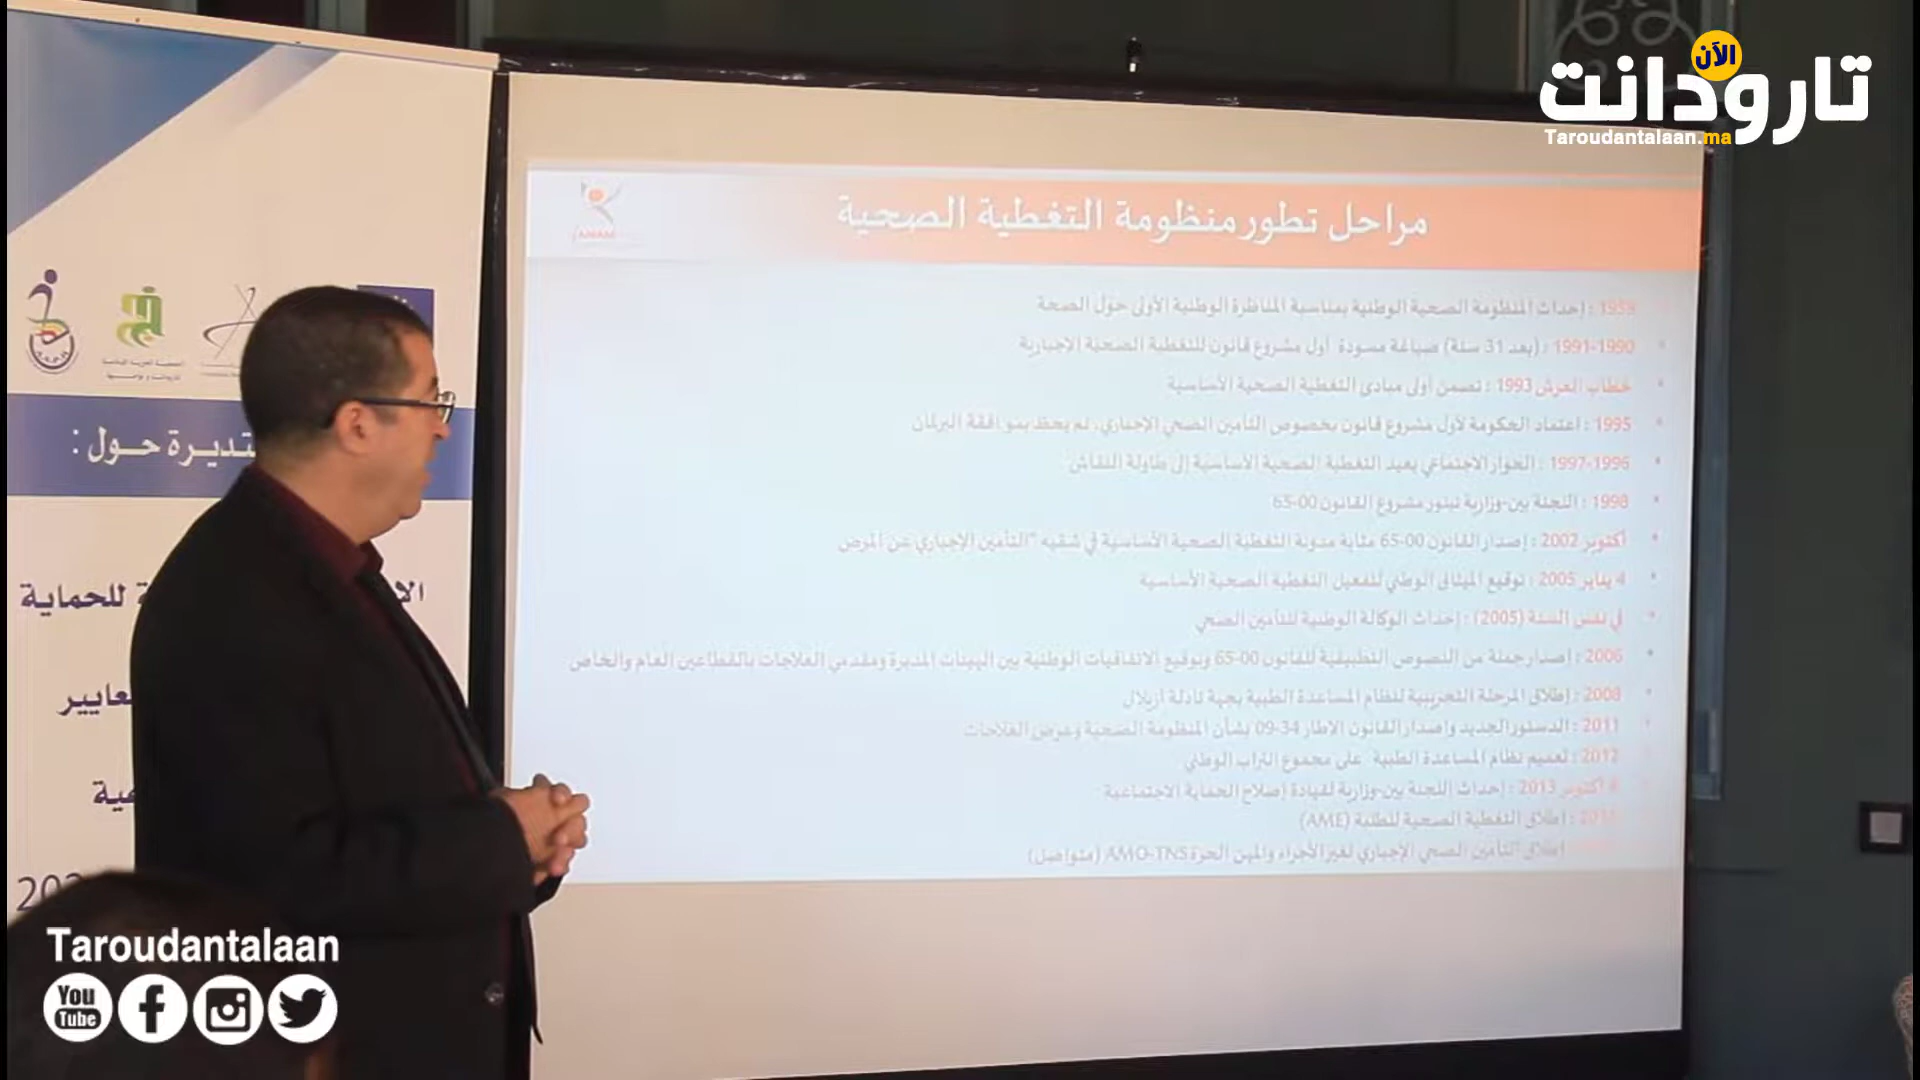 الآن
تارودانت
Taroudantalaan.ma
مراحل تطور منظومة التغطية الصحية
1959 : إحداث المنظومة الصحية الوطنية بمناسبة المناظرة الوطنية الأولى حول الصحة
1990-1991 : (بعد 31 سنة) صياغة مسودة أول مشروع قانون للتغطية الصحية الإجبارية
خطاب العرش 1993 : تضمن أولى مبادئ التغطية الصحية الأساسية
1995 : اعتماد الحكومة لأول مشروع قانون بخصوص التأمين الصحي الإجباري، لم يحظ بموافقة البرلمان
1996-1997 : الحوار الاجتماعي يعيد التغطية الصحية الأساسية إلى طاولة النقاش
1998 : اللجنة بين-وزارية تبلور مشروع القانون 00-65
أكتوبر 2002 : إصدار القانون 00-65 مثابة مدونة التغطية الصحية الأساسية في شقيه "التأمين الإجباري عن المرض
4 يناير 2005 : توقيع الميثاق الوطني لتفعيل التغطية الصحية الأساسية
في نفس السنة (2005) : إحداث الوكالة الوطنية للتأمين الصحي
2006 : إصدار جملة من النصوص التطبيقية للقانون 00-65 وتوقيع الاتفاقيات الوطنية بين الهيئات المدبرة ومقدمي العلاجات بالقطاعين العام والخاص
2008 : إطلاق المرحلة التجريبية لنظام المساعدة الطبية بجهة تادلة أزيلال
2011 : الدستور الجديد وإصدار القانون الإطار 34-09 بشأن المنظومة الصحية وعرض العلاجات
2012 : تعميم نظام المساعدة الطبية على مجموع التراب الوطني
أكتوبر 2013 : إحداث اللجنة بين-وزارية لقيادة إصلاح الحماية الاجتماعية
: إطلاق التغطية الصحية للطلبة (AME)
إطلاق التأمين الصحي الإجباري لغير الأجراء والمهن الحرة AMO-TNS (متواصل)
حول :
للحماية
Taroudantalaan
You
Tube